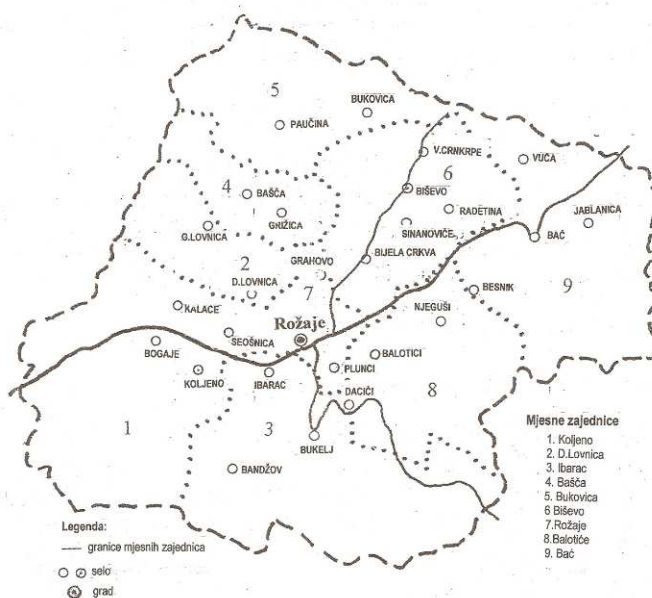 5
BUKOVICA
PAUČINA
V.CRNKRPE
VUČA
6
4
BAŠČA
BIŠEVO
GRIŽICA
RADETINA
JABLANICA
G.LOVNICA
SINANOVIĆE
BAĆ
2
GRAHOVO
BIJELA CRKVA
D.LOVNICA
7
BESNIK
9
KALAČE
NJEGUŠI
Rožaje
SEOŠNICA
BOGAJE
BALOTICI
KOLJENO
IBARAC
PLUNCI
8
DACIĆI
1
3
BUKELJ
BANDŽOV
Mjesne zajednice
1. Koljeno
2. D.Lovnica
3. Ibarac
4. Bašča
5. Bukovica
6 Biševo
7.Rožaje
8.Balotiće
9. Bać
Legenda:
granice mjesnih zajednica
selo
grad